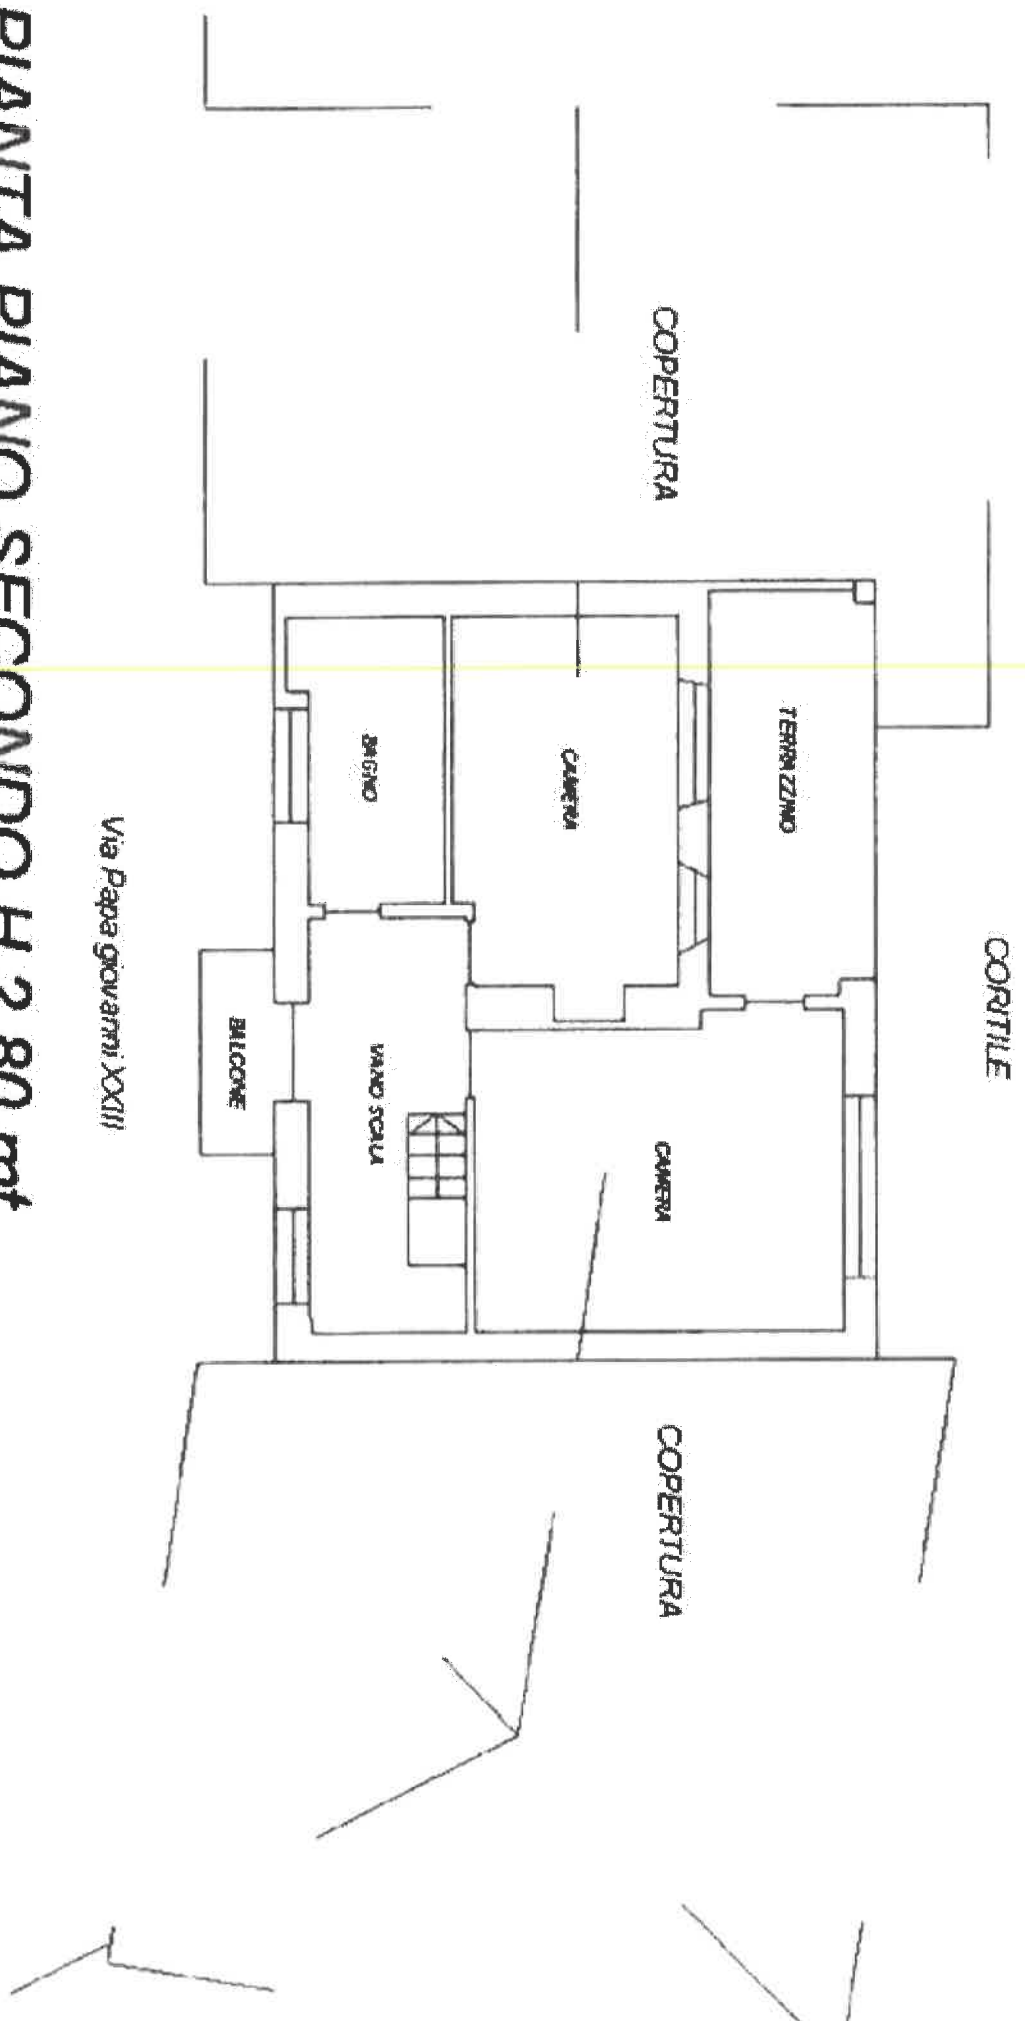 CORTILE
COPERTURA
COPERTURA
TERRAZZINO
CAMERA
CAMERA
BAGNO
VANO SCALA
BALCONE
Via Papa giovanni XXIII
PIANTA PIANO SECONDO H 2.80 mt